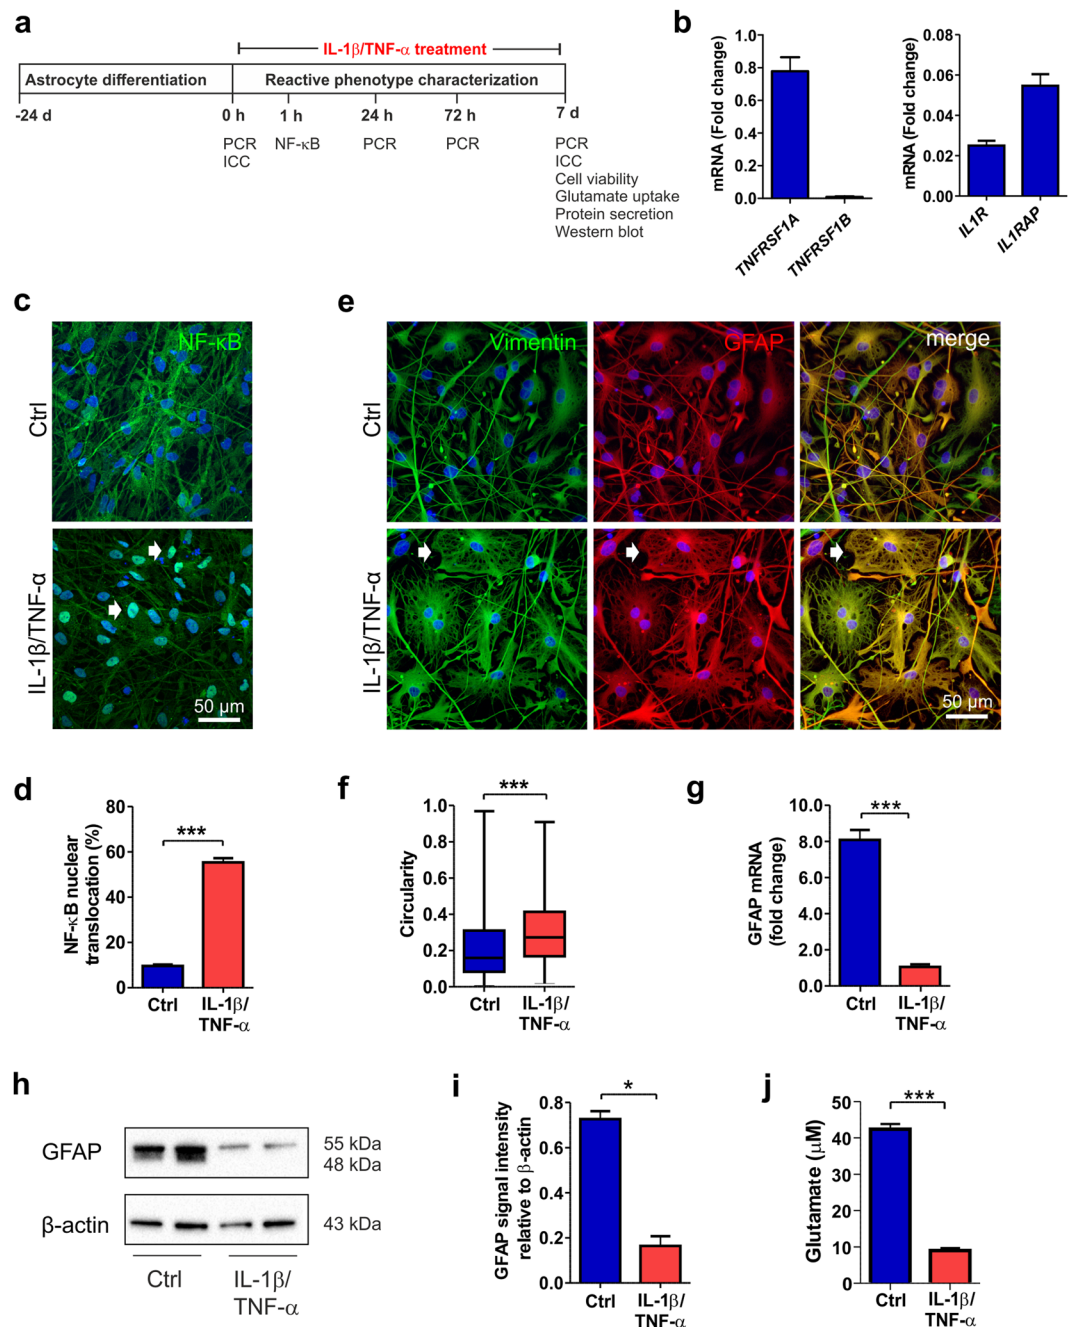 a
IL-1β/TNF-α treatment
Astrocyte differentiation
Reactive phenotype characterization
-24 d
0 h
1 h
24 h
72 h
7 d
PCR
ICC
NF-κB
PCR
PCR
PCR
ICC
Cell viability
Glutamate uptake
Protein secretion
Western blot
b
mRNA (Fold change)
1.0
0.8
0.6
0.4
0.2
0.0
TNFRSF1A
TNFRSF1B
mRNA (Fold change)
0.08
0.06
0.04
0.02
0.00
IL1R
IL1RAP
c
NF-κB
Ctrl
IL-1β/TNF-α
50 µm
e
Vimentin
GFAP
merge
Ctrl
IL-1β/TNF-α
50 µm
d
NF-κB nuclear
translocation (%)
80
60
40
20
0
***
Ctrl
IL-1β/
TNF-α
f
Circularity
1.0
0.8
0.6
0.4
0.2
0.0
***
Ctrl
IL-1β/
TNF-α
g
GFAP mRNA
(fold change)
10.0
8.0
6.0
4.0
2.0
0.0
***
Ctrl
IL-1β/
TNF-α
h
GFAP
55 kDa
48 kDa
β-actin
43 kDa
Ctrl
IL-1β/
TNF-α
i
GFAP signal intensity
relative to β-actin
0.8
0.6
0.4
0.2
0.0
*
Ctrl
IL-1β/
TNF-α
j
Glutamate (µM)
50
40
30
20
10
0
***
Ctrl
IL-1β/
TNF-α